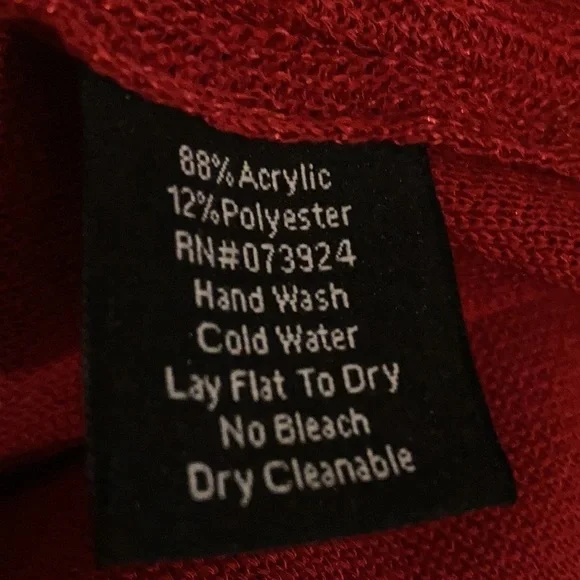 88% Acrylic
12% Polyester
RN#073924
Hand Wash
Cold Water
Lay Flat To Dry
No Bleach
Dry Cleanable